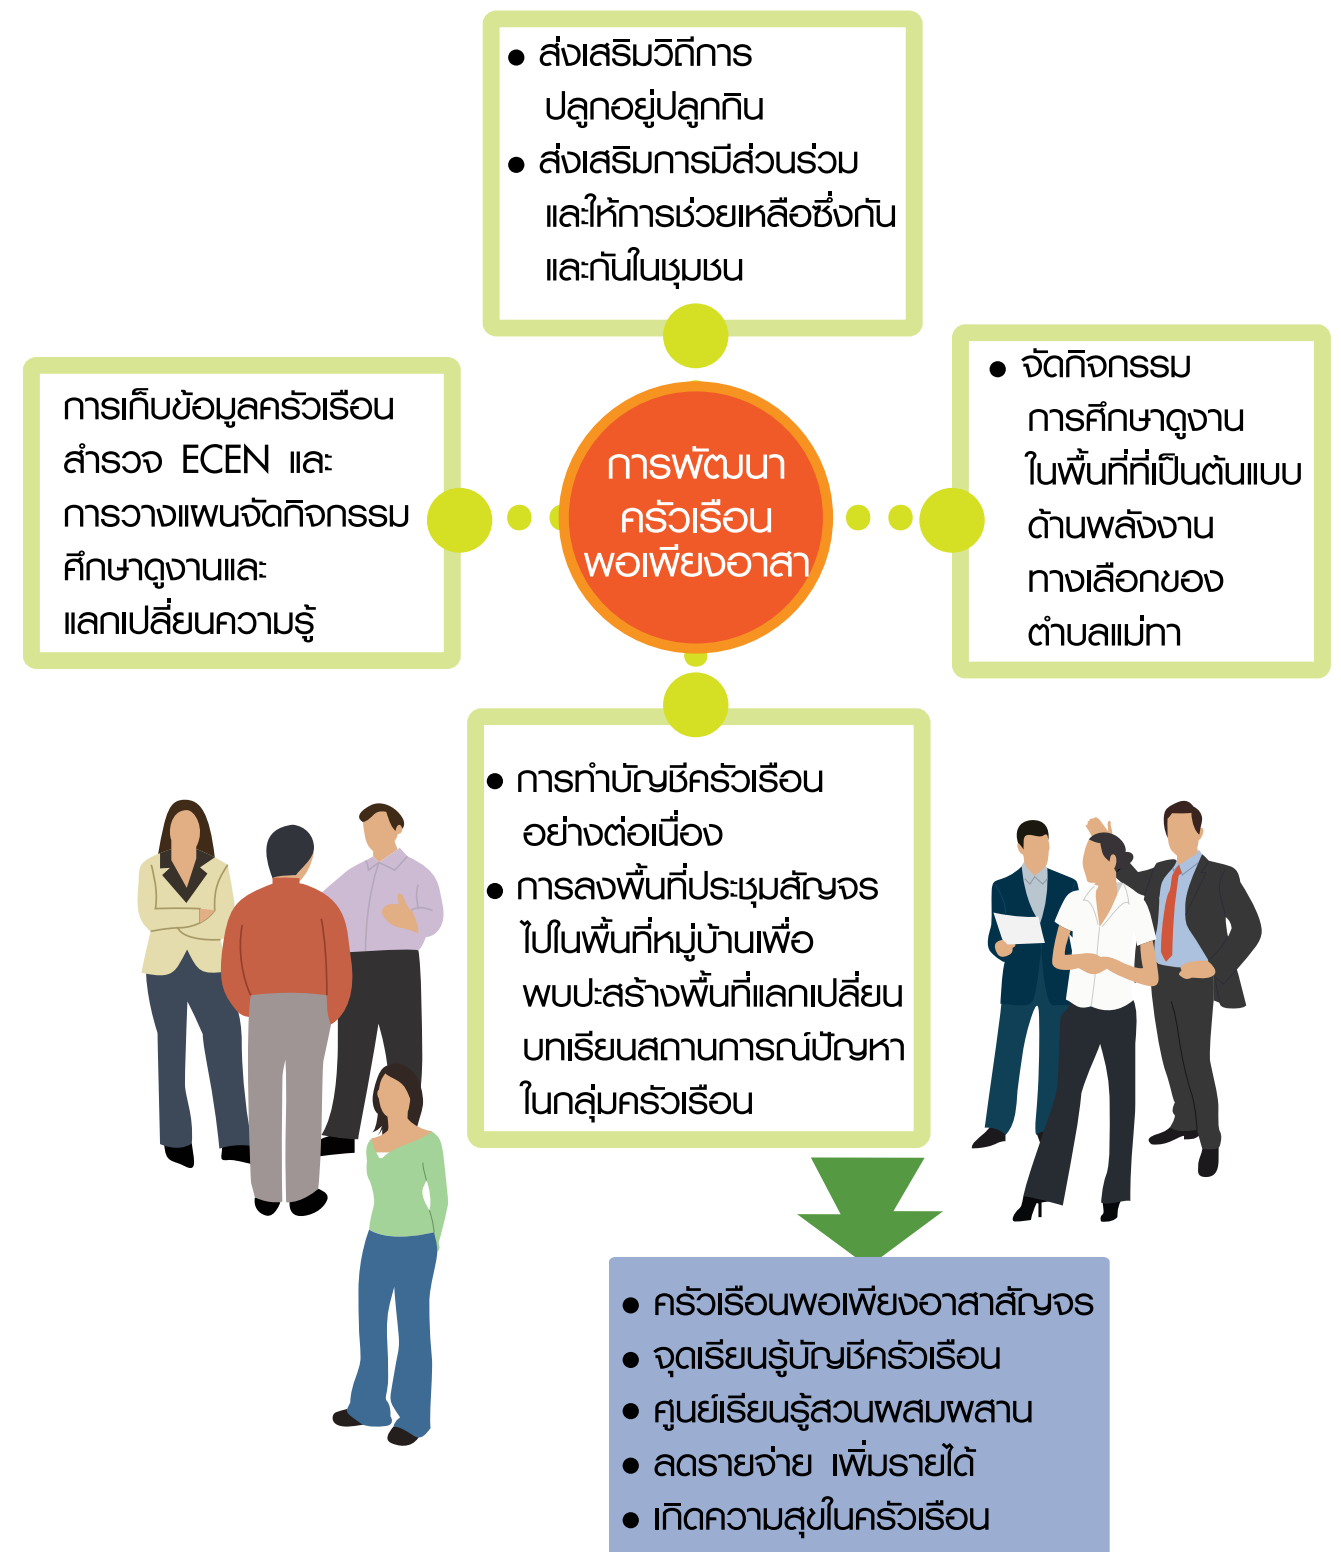 ● ส่งเสริมวิถีการ
ปลูกอยู่ปลูกกิน
● ส่งเสริมการมีส่วนร่วม
และให้การช่วยเหลือซึ่งกัน
และกันในชุมชน
การเก็บข้อมูลครัวเรือน
สำรวจ ECEN และ
การวางแผนจัดกิจกรรม
ศึกษาดูงานและ
แลกเปลี่ยนความรู้
การพัฒนา
ครัวเรือน
พอเพียงอาสา
● จัดกิจกรรม
การศึกษาดูงาน
ในพื้นที่ที่เป็นต้นแบบ
ด้านพลังงาน
ทางเลือกของ
ตำบลแม่ทา
● การทำบัญชีครัวเรือน
อย่างต่อเนื่อง
● การลงพื้นที่ประชุมสัญจร
ไปในพื้นที่หมู่บ้านเพื่อ
พบปะสร้างพื้นที่แลกเปลี่ยน
บทเรียนสถานการณ์ปัญหา
ในกลุ่มครัวเรือน
● ครัวเรือนพอเพียงอาสาสัญจร
● จุดเรียนรู้บัญชีครัวเรือน
● ศูนย์เรียนรู้สวนผสมผสาน
● ลดรายจ่าย เพิ่มรายได้
● เกิดความสุขในครัวเรือน